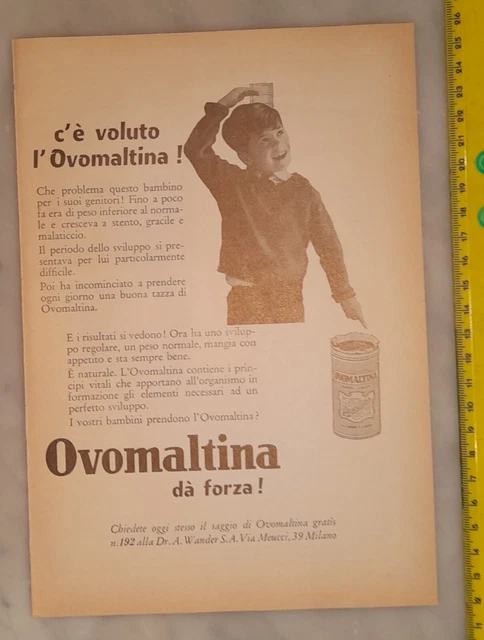 c'è voluto
l'Ovomaltina !
Che problema questo bambino
per i suoi genitori! Fino a poco
fa era di peso inferiore al norma-
le e cresceva a stento, gracile e
malaticcio.
Il periodo dello sviluppo si pre-
sentava per lui particolarmente
difficile.
Poi ha incominciato a prendere
ogni giorno una buona tazza di
Ovomaltina.
E i risultati si vedono! Ora ha uno svilup-
po regolare, un peso normale, mangia con
appetito e sta sempre bene.
È naturale. L'Ovomaltina contiene i prin-
cipi vitali che apportano all'organismo in
formazione gli elementi necessari ad un
perfetto sviluppo.
I vostri bambini prendono l'Ovomaltina?
OVOMALTINA
Ovomaltina
dà forza!
Chiedete oggi stesso il saggio di Ovomaltina gratis
n. 192 alla Dr. A. Wander S.A. Via Meucci, 39 Milano